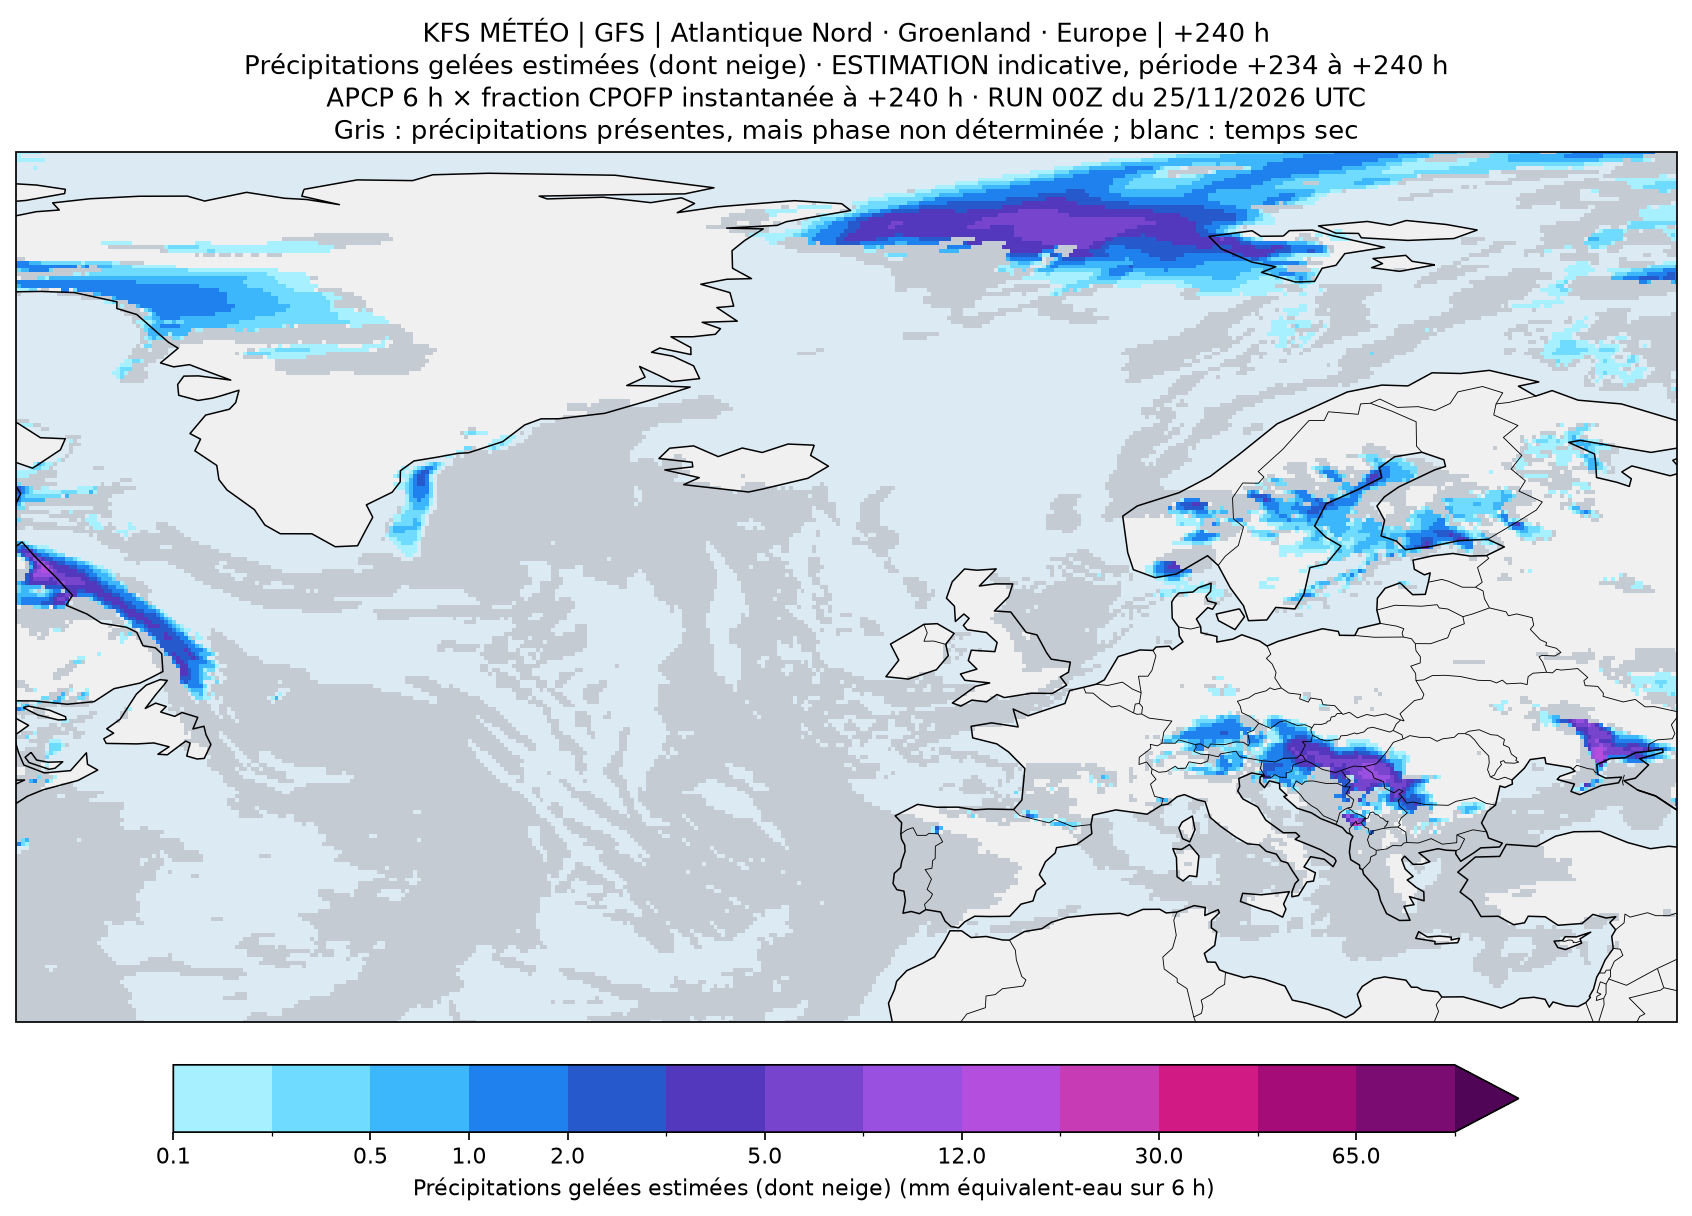 KFS MÉTÉO | GFS | Atlantique Nord · Groenland · Europe | +240 h
Précipitations gelées estimées (dont neige) · ESTIMATION indicative, période +234 à +240 h
APCP 6 h × fraction CPOFP instantanée à +240 h · RUN 00Z du 25/11/2026 UTC
Gris : précipitations présentes, mais phase non déterminée ; blanc : temps sec
0.1 0.5 1.0 2.0 5.0 12.0 30.0 65.0
Précipitations gelées estimées (dont neige) (mm équivalent-eau sur 6 h)